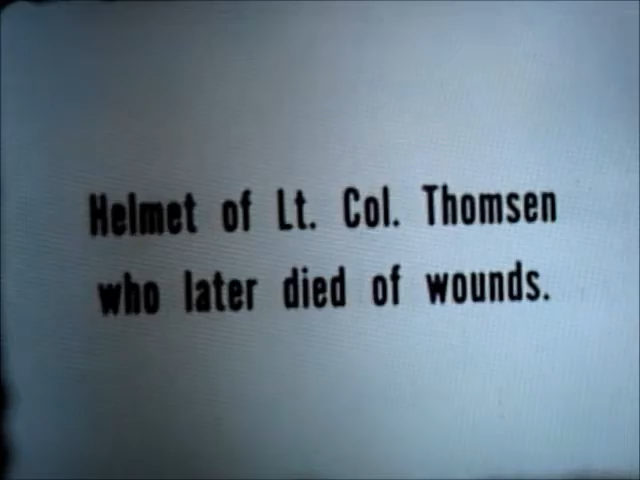 Helmet of Lt. Col. Thomsen
who later died of wounds.